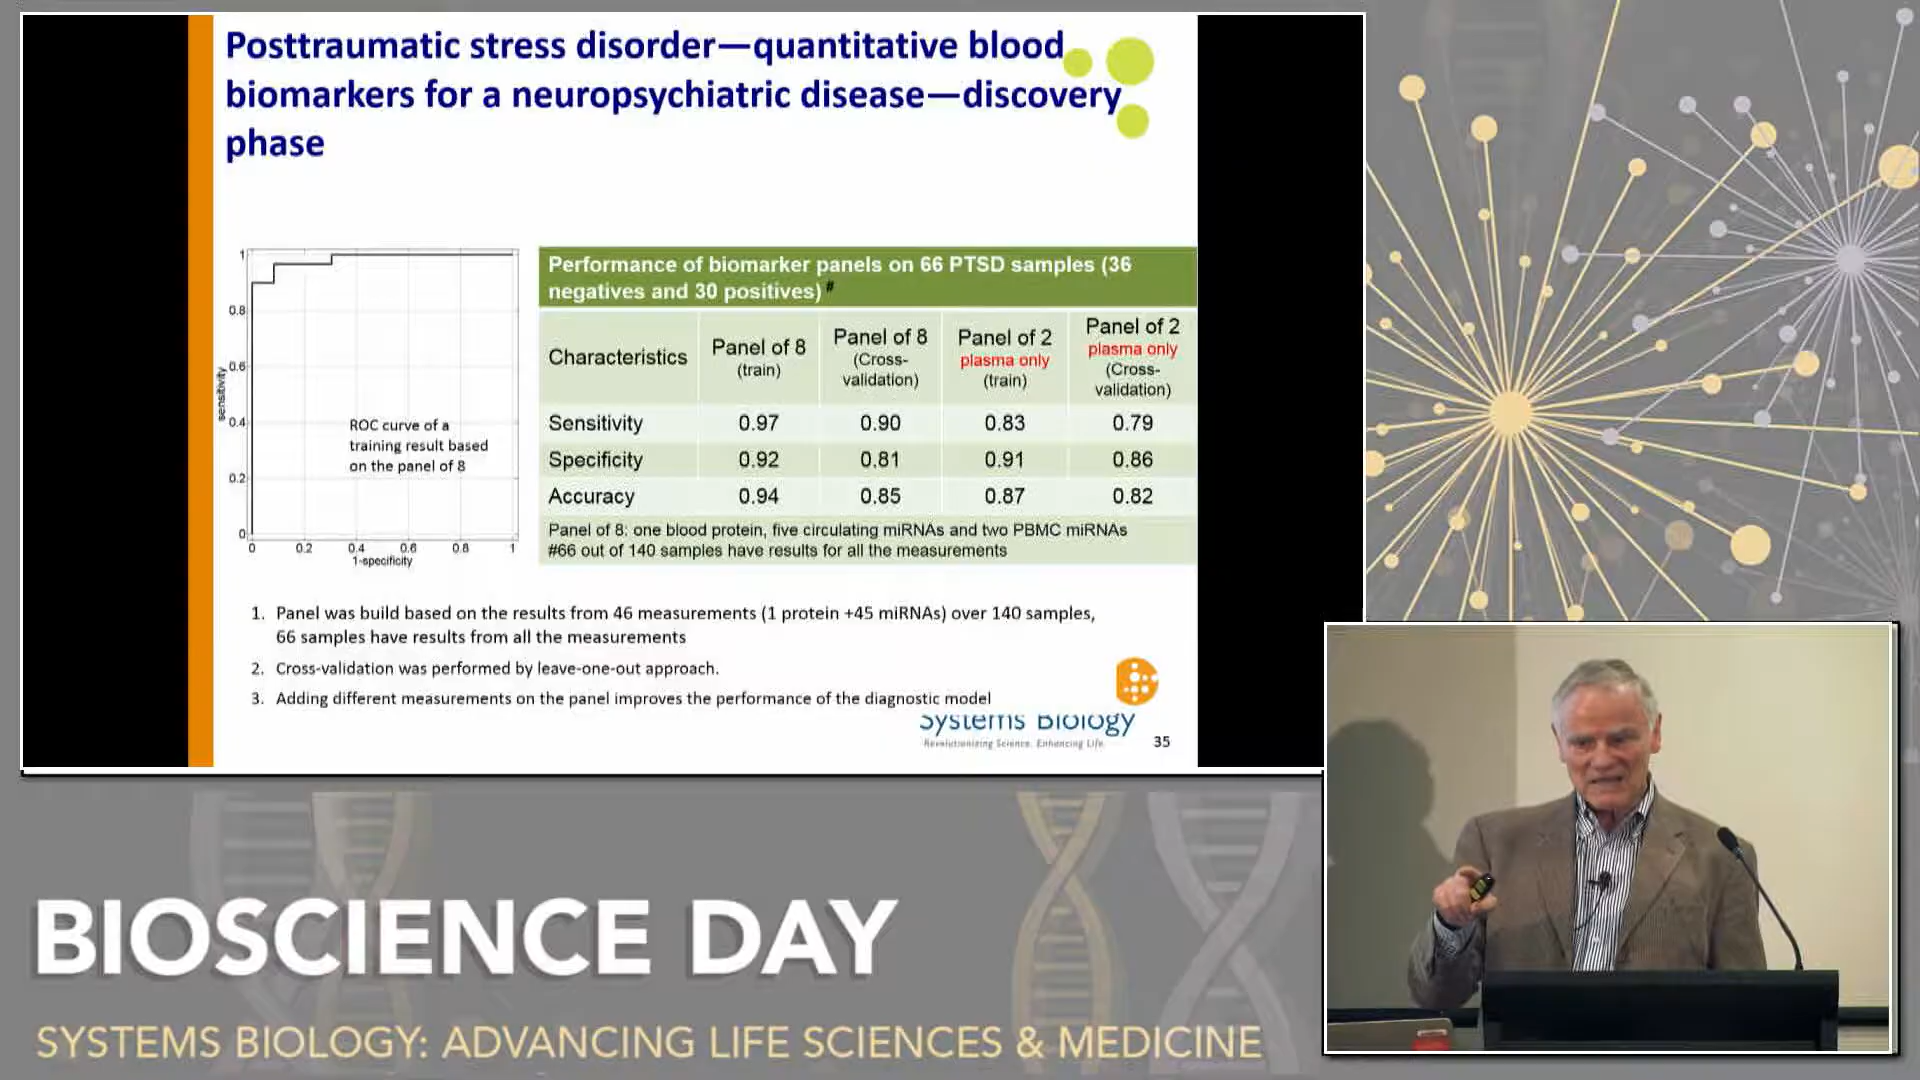 Posttraumatic stress disorder—quantitative blood
biomarkers for a neuropsychiatric disease—discovery
phase
1
0.8
0.6
0.4
0.2
0
0
0.2
0.4
0.6
0.8
1
sensitivity
1-specificity
ROC curve of a
training result based
on the panel of 8
Performance of biomarker panels on 66 PTSD samples (36
negatives and 30 positives) #
Characteristics
Panel of 8
(train)
Panel of 8
(Cross-
validation)
Panel of 2
plasma only
(train)
Panel of 2
plasma only
(Cross-
validation)
Sensitivity 0.97 0.90 0.83 0.79
Specificity 0.92 0.81 0.91 0.86
Accuracy 0.94 0.85 0.87 0.82
Panel of 8: one blood protein, five circulating miRNAs and two PBMC miRNAs
#66 out of 140 samples have results for all the measurements
1. Panel was build based on the results from 46 measurements (1 protein +45 miRNAs) over 140 samples,
66 samples have results from all the measurements
2. Cross-validation was performed by leave-one-out approach.
3. Adding different measurements on the panel improves the performance of the diagnostic model
Systems Biology
Revolutionizing Science. Enhancing Life.
35
BIOSCIENCE DAY
SYSTEMS BIOLOGY: ADVANCING LIFE SCIENCES & MEDICINE